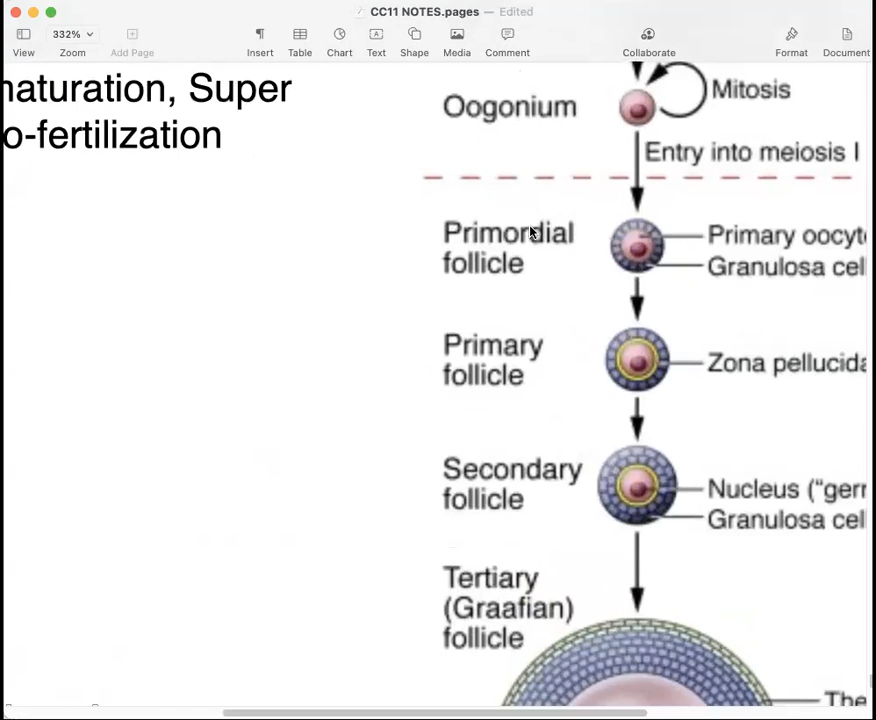 CC11 NOTES.pages — Edited
332%
View
Zoom
Add Page
Insert
Table
Chart
Text
Shape
Media
Comment
Collaborate
Format
Document
naturation, Super
o-fertilization
Oogonium
Mitosis
Entry into meiosis I
Primordial
follicle
Primary oocyt
Granulosa cel
Primary
follicle
Zona pellucida
Secondary
follicle
Nucleus (“gerr
Granulosa cel
Tertiary
(Graafian)
follicle
The